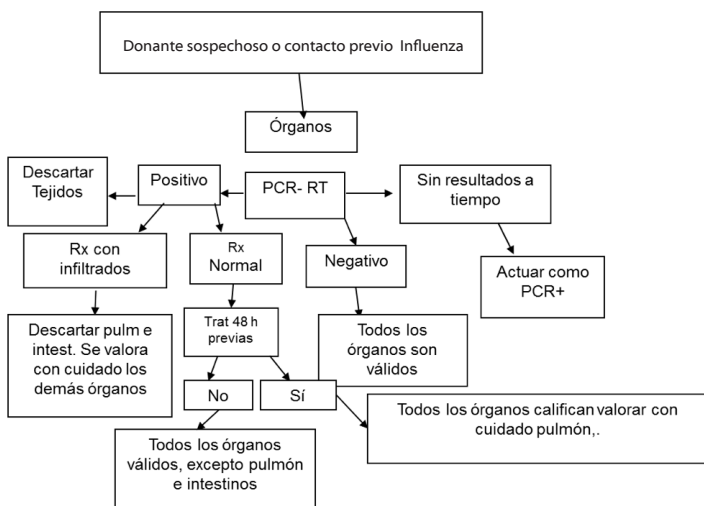 Donante sospechoso o contacto previo Influenza
Órganos
Descartar
Tejidos
Positivo
PCR- RT
Sin resultados a
tiempo
Rx con
infiltrados
Rx
Normal
Negativo
Actuar como
PCR+
Descartar pulm e
intest. Se valora
con cuidado los
demás órganos
Trat 48 h
previas
Todos los
órganos son
válidos
No
Sí
Todos los órganos califican valorar con
cuidado pulmón,.
Todos los órganos
válidos, excepto pulmón
e intestinos